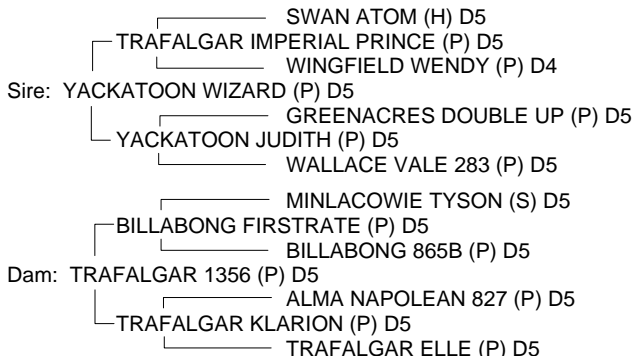 SWAN ATOM (H) D5
TRAFALGAR IMPERIAL PRINCE (P) D5
WINGFIELD WENDY (P) D4
Sire: YACKATOON WIZARD (P) D5
GREENACRES DOUBLE UP (P) D5
YACKATOON JUDITH (P) D5
WALLACE VALE 283 (P) D5
MINLACOWIE TYSON (S) D5
BILLABONG FIRSTRATE (P) D5
BILLABONG 865B (P) D5
Dam: TRAFALGAR 1356 (P) D5
ALMA NAPOLEAN 827 (P) D5
TRAFALGAR KLARION (P) D5
TRAFALGAR ELLE (P) D5